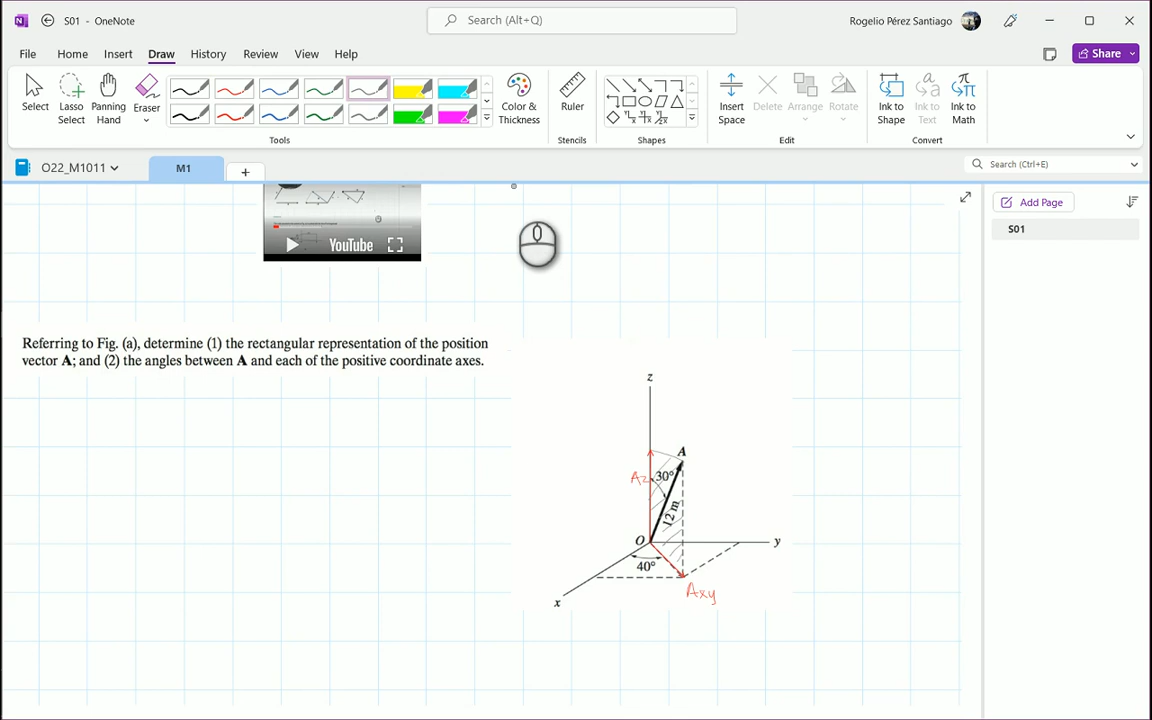 S01 - OneNote
Search (Alt+Q)
Rogelio Pérez Santiago
File Home Insert Draw History Review View Help
Share
Select
Lasso Select
Panning Hand
Eraser
Color & Thickness
Ruler
Insert Space
Delete
Arrange
Rotate
Ink to Shape
Ink to Text
Ink to Math
Tools
Stencils
Shapes
Edit
Convert
O22_M1011
M1
Search (Ctrl+E)
Add Page
S01
YouTube
Referring to Fig. (a), determine (1) the rectangular representation of the position
vector A; and (2) the angles between A and each of the positive coordinate axes.
z
A
Az
30°
12 m
O
y
40°
Axy
x